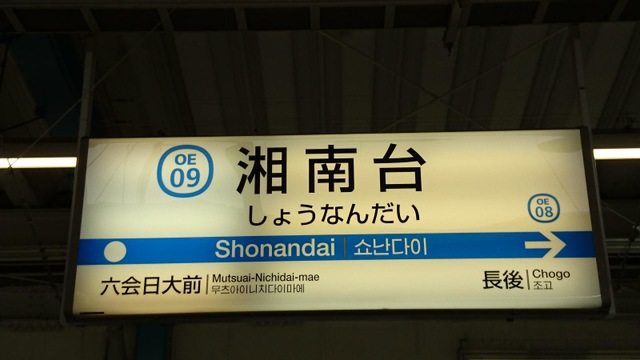 OE
09
湘南台
しょうなんだい
OE
08
Shonandai | 쇼난다이
六会日大前 Mutsuai-Nichidai-mae
무츠아이니치다이마에
長後 Chogo
조고